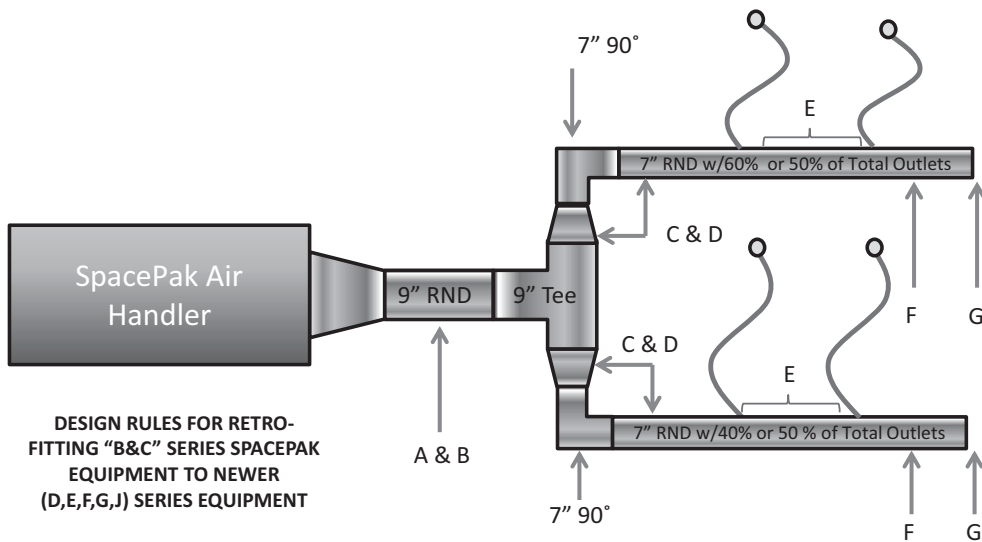 7” 90˚
E
7” RND w/60%  or 50% of Total Outlets
C & D
SpacePak Air
Handler
9” RND
9” Tee
F
G
C & D
E
DESIGN RULES FOR RETRO-
FITTING “B&C” SERIES SPACEPAK
EQUIPMENT TO NEWER
(D,E,F,G,J) SERIES EQUIPMENT
A & B
7” RND w/40% or 50 % of Total Outlets
7” 90˚
F
G